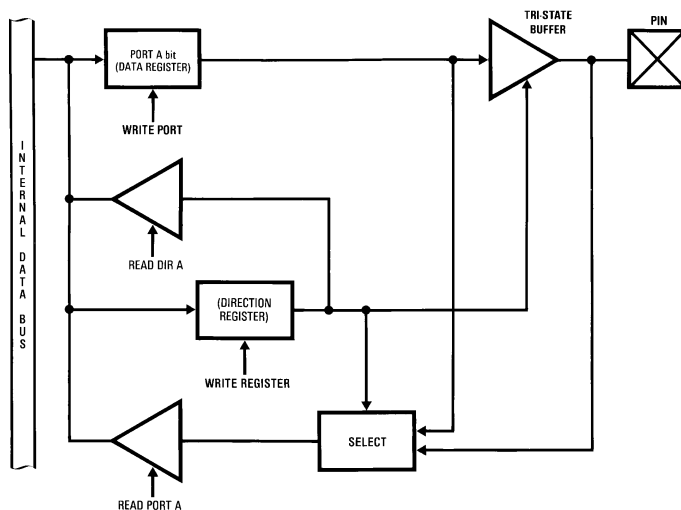 TRI-STATE
BUFFER
PIN
PORT A bit
(DATA REGISTER)
WRITE PORT
INTERNAL DATA BUS
READ DIR A
(DIRECTION
REGISTER)
WRITE REGISTER
SELECT
READ PORT A